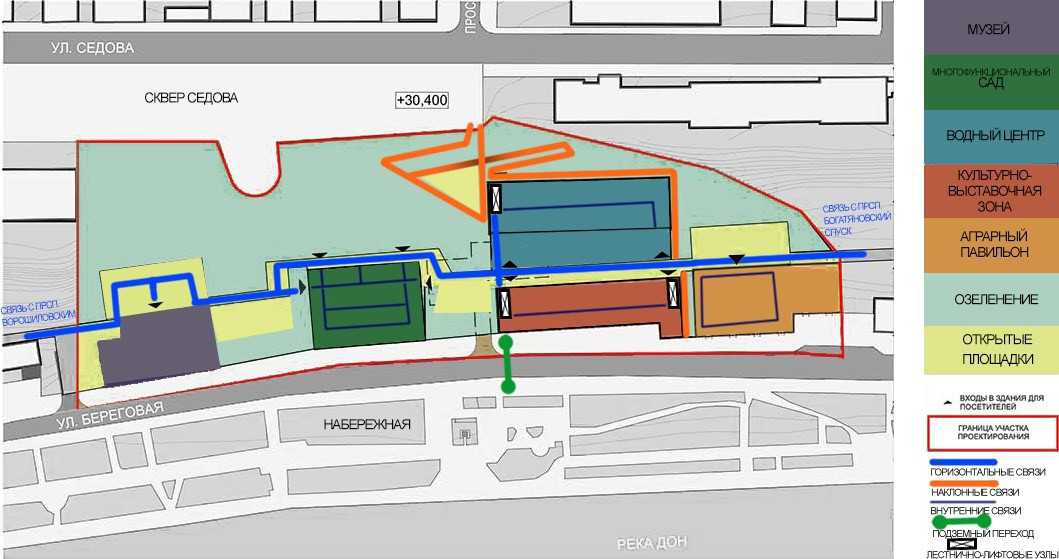 УЛ. СЕДОВА
ПРОС
СКВЕР СЕДОВА
+30,400
СВЯЗЬ С ПРСП.
БОГАТЯНОВСКИЙ
СПУСК
СВЯЗЬ С ПРСП.
ВОРОШИЛОВСКИМ
УЛ. БЕРЕГОВАЯ
НАБЕРЕЖНАЯ
РЕКА ДОН
МУЗЕЙ
МНОГОФУНКЦИОНАЛЬНЫЙ
САД
ВОДНЫЙ ЦЕНТР
КУЛЬТУРНО-
ВЫСТАВОЧНАЯ
ЗОНА
АГРАРНЫЙ
ПАВИЛЬОН
ОЗЕЛЕНЕНИЕ
ОТКРЫТЫЕ
ПЛОЩАДКИ
ВХОДЫ В ЗДАНИЯ ДЛЯ
ПОСЕТИТЕЛЕЙ
ГРАНИЦА УЧАСТКА
ПРОЕКТИРОВАНИЯ
ГОРИЗОНТАЛЬНЫЕ СВЯЗИ
НАКЛОННЫЕ СВЯЗИ
ВНУТРЕННИЕ СВЯЗИ
ПОДЗЕМНЫЙ ПЕРЕХОД
ЛЕСТНИЧНО-ЛИФТОВЫЕ УЗЛЫ